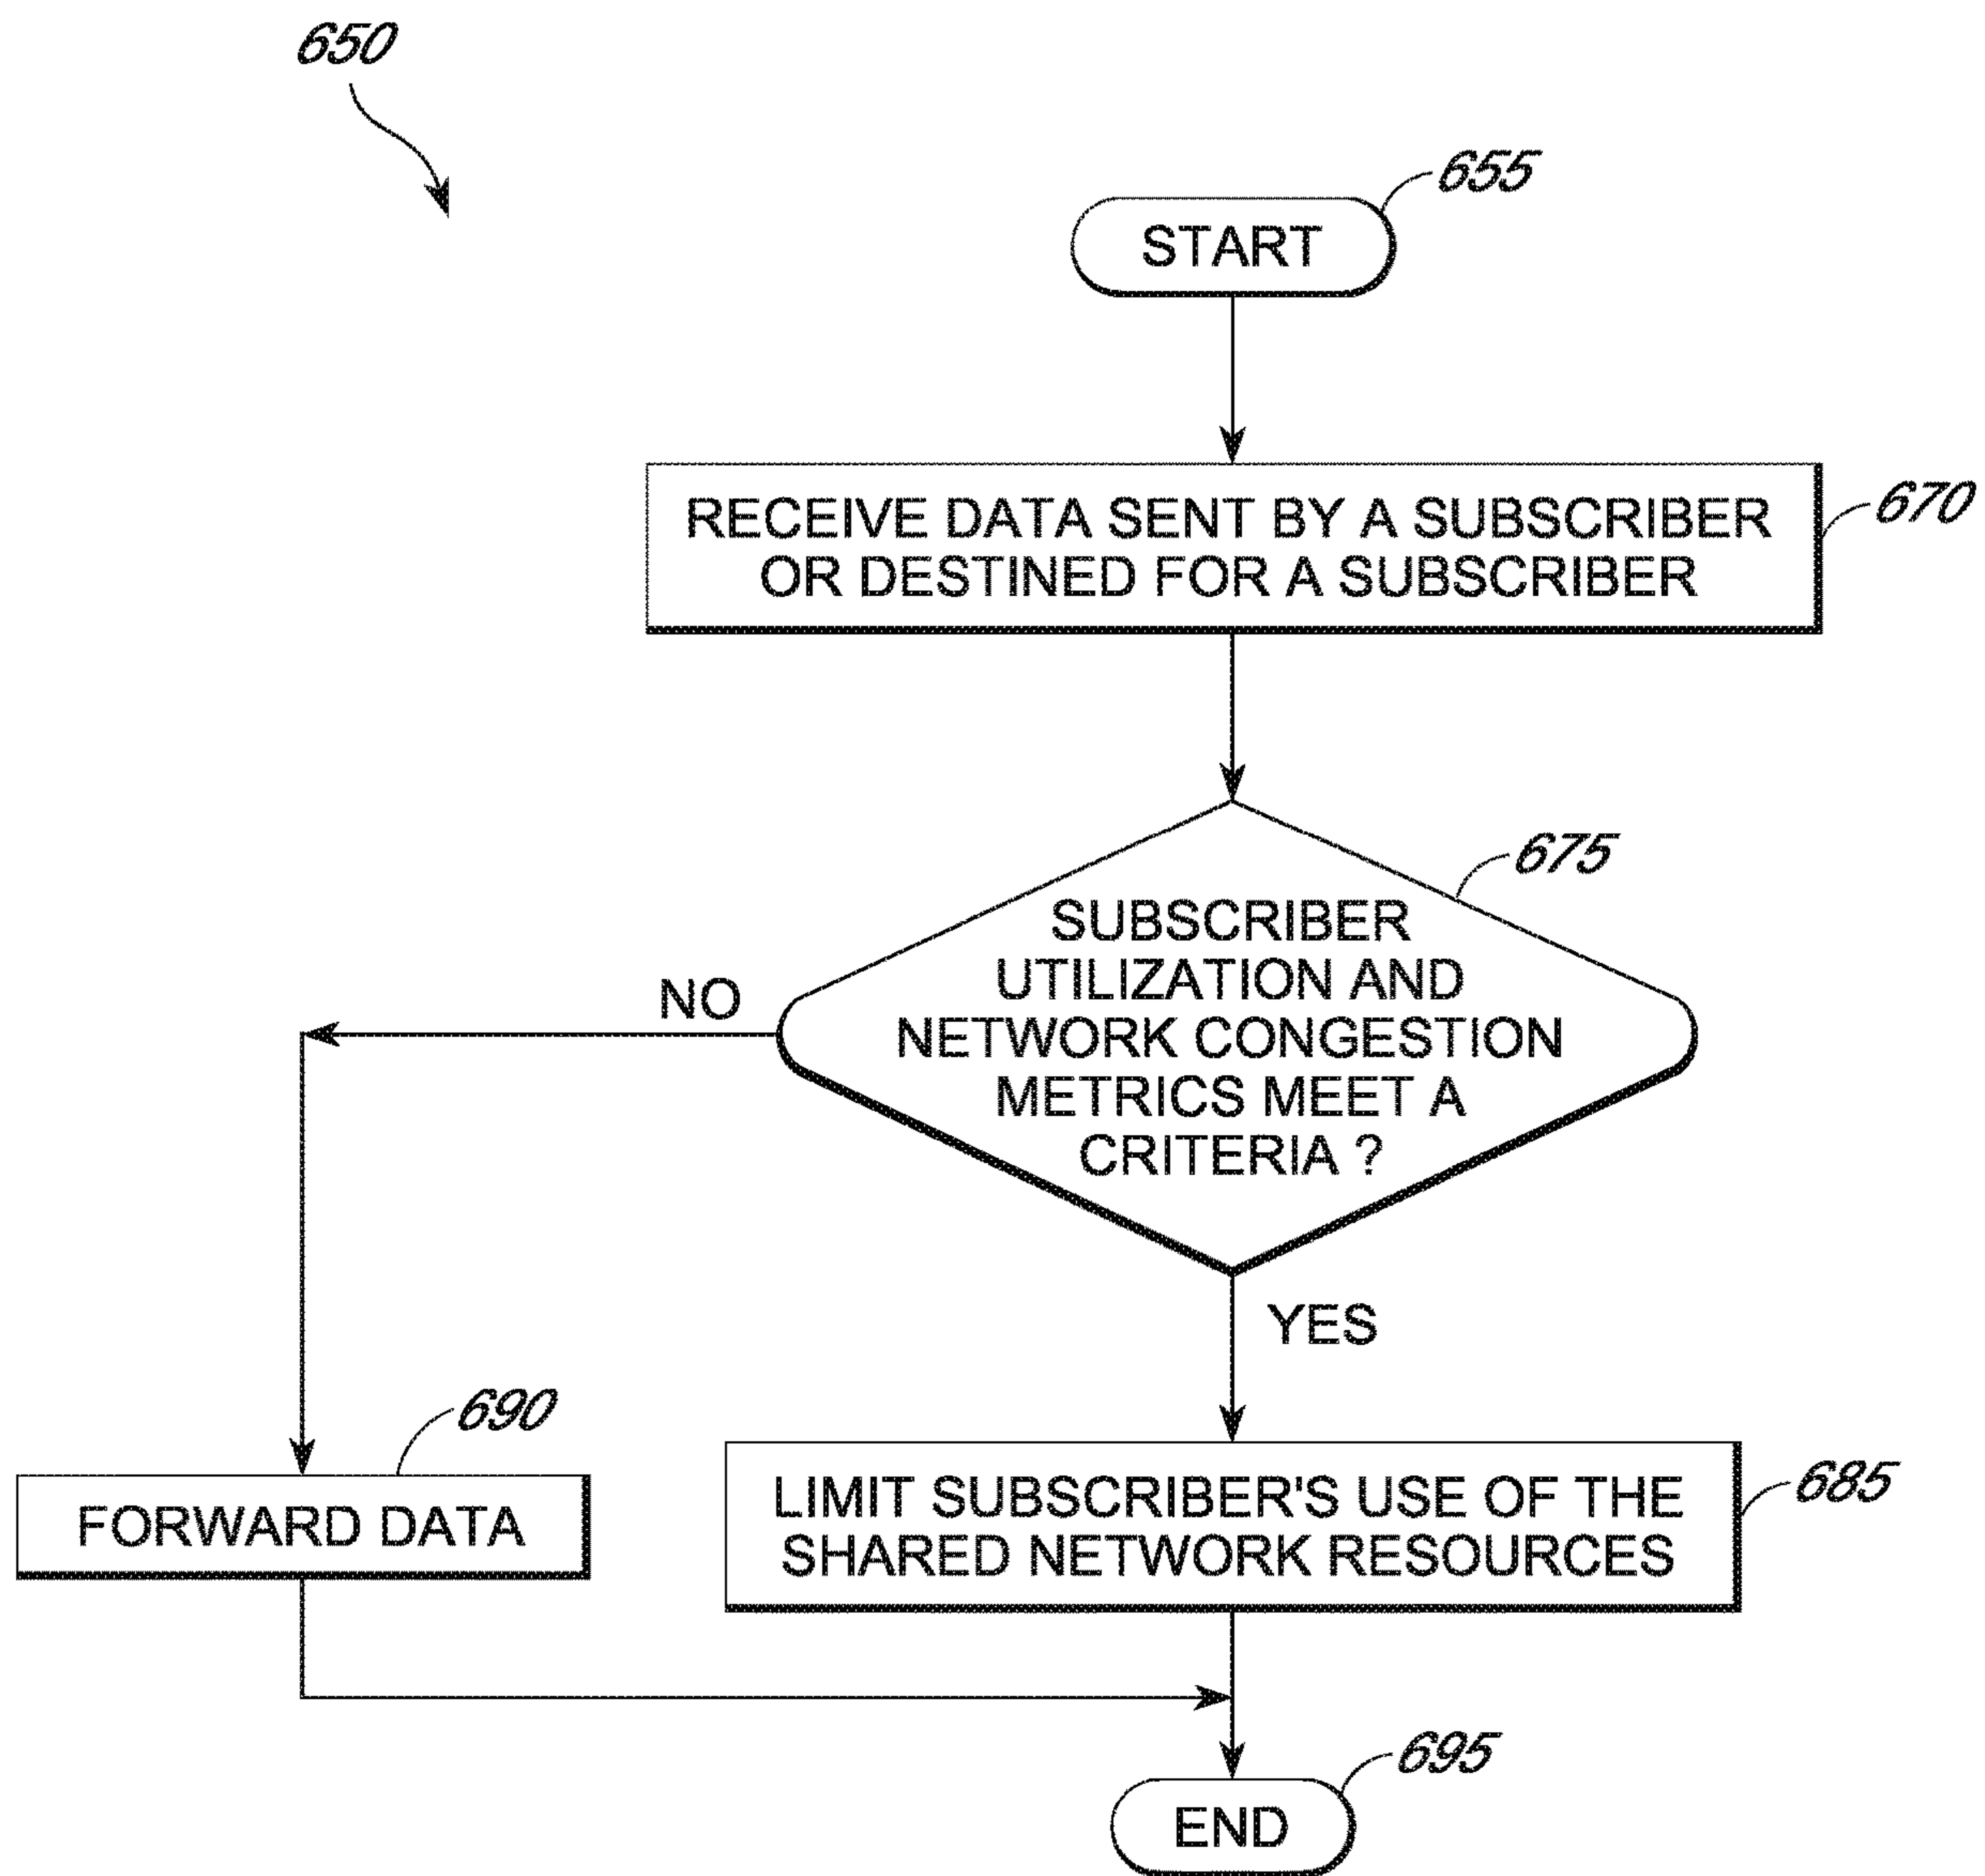 650
655
START
RECEIVE DATA SENT BY A SUBSCRIBER
OR DESTINED FOR A SUBSCRIBER
670
675
SUBSCRIBER
UTILIZATION AND
NETWORK CONGESTION
METRICS MEET A
CRITERIA ?
NO
YES
690
FORWARD DATA
LIMIT SUBSCRIBER'S USE OF THE
SHARED NETWORK RESOURCES
685
695
END